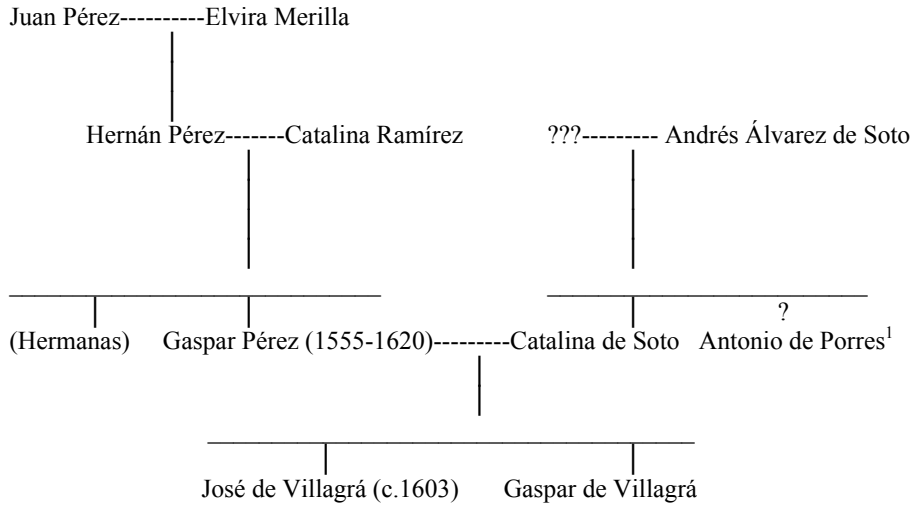 Juan Pérez----------Elvira Merilla
Hernán Pérez-------Catalina Ramírez ???--------- Andrés Álvarez de Soto
?
(Hermanas) Gaspar Pérez (1555-1620)---------Catalina de Soto Antonio de Porres1
José de Villagrá (c.1603) Gaspar de Villagrá